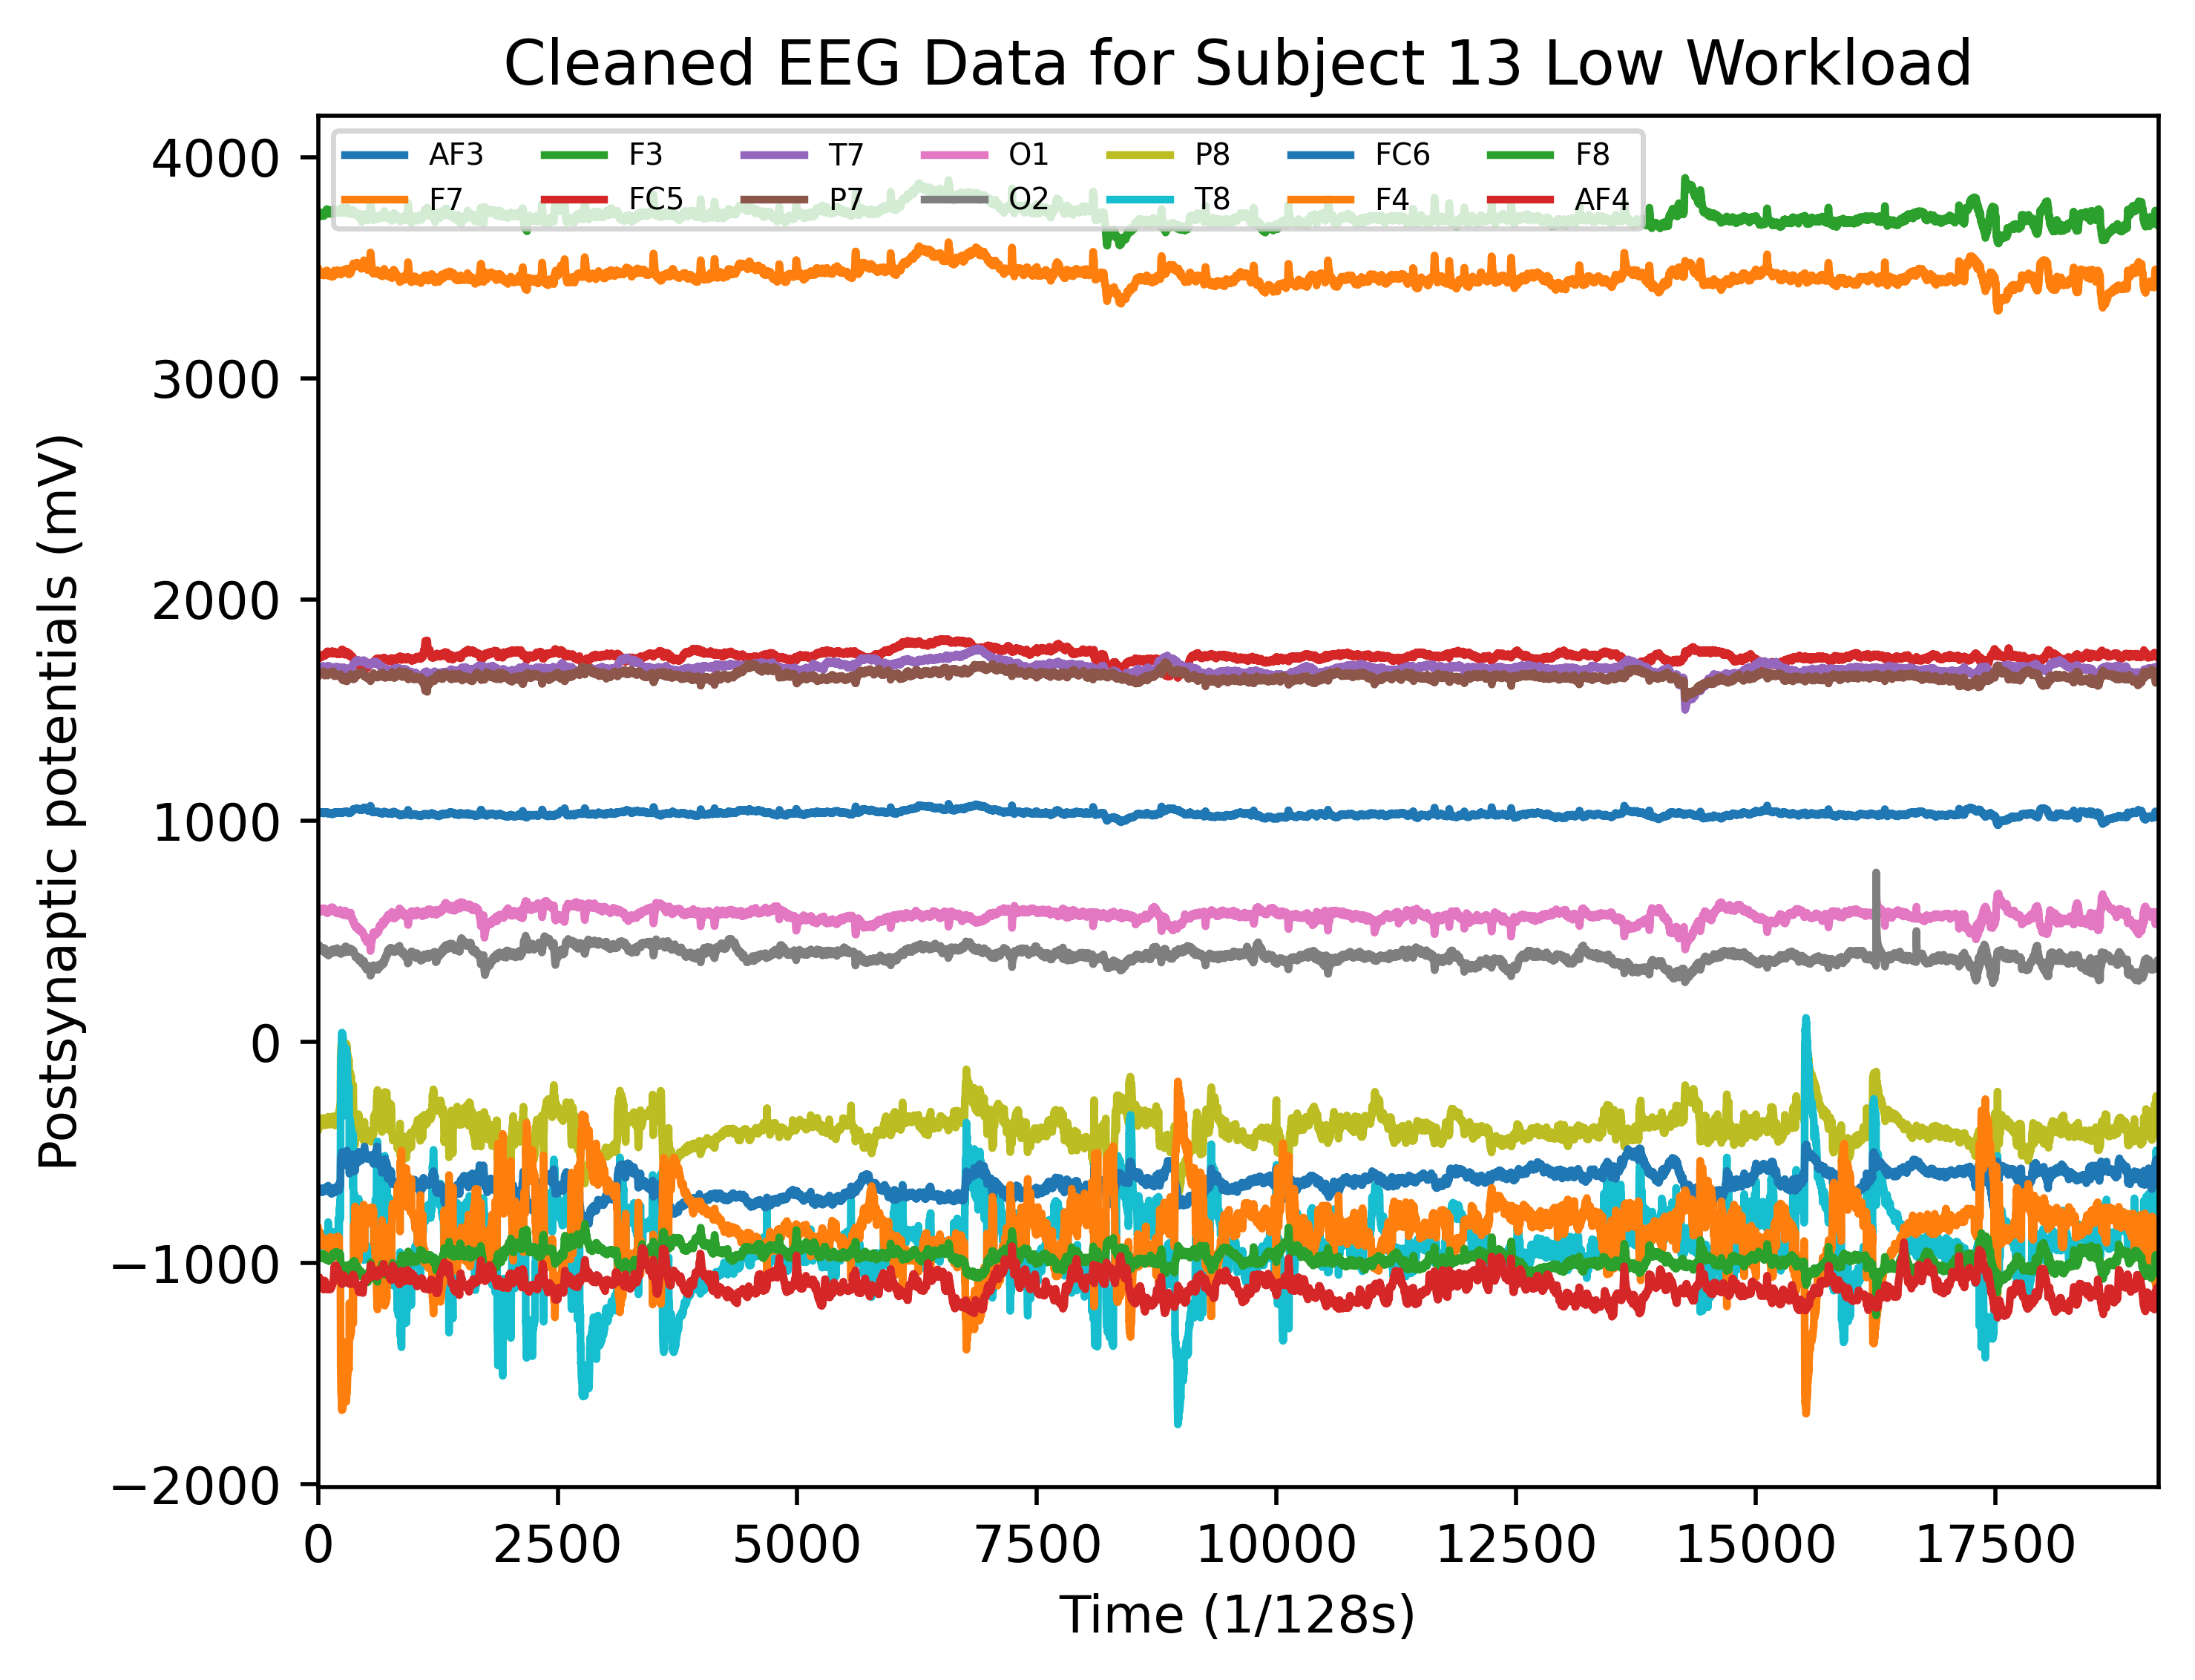 Cleaned EEG Data for Subject 13 Low Workload
AF3 F3 T7 O1 P8 FC6 F8
F7 FC5 P7 O2 T8 F4 AF4
4000
3000
2000
1000
0
−1000
−2000
Postsynaptic potentials (mV)
0 2500 5000 7500 10000 12500 15000 17500
Time (1/128s)